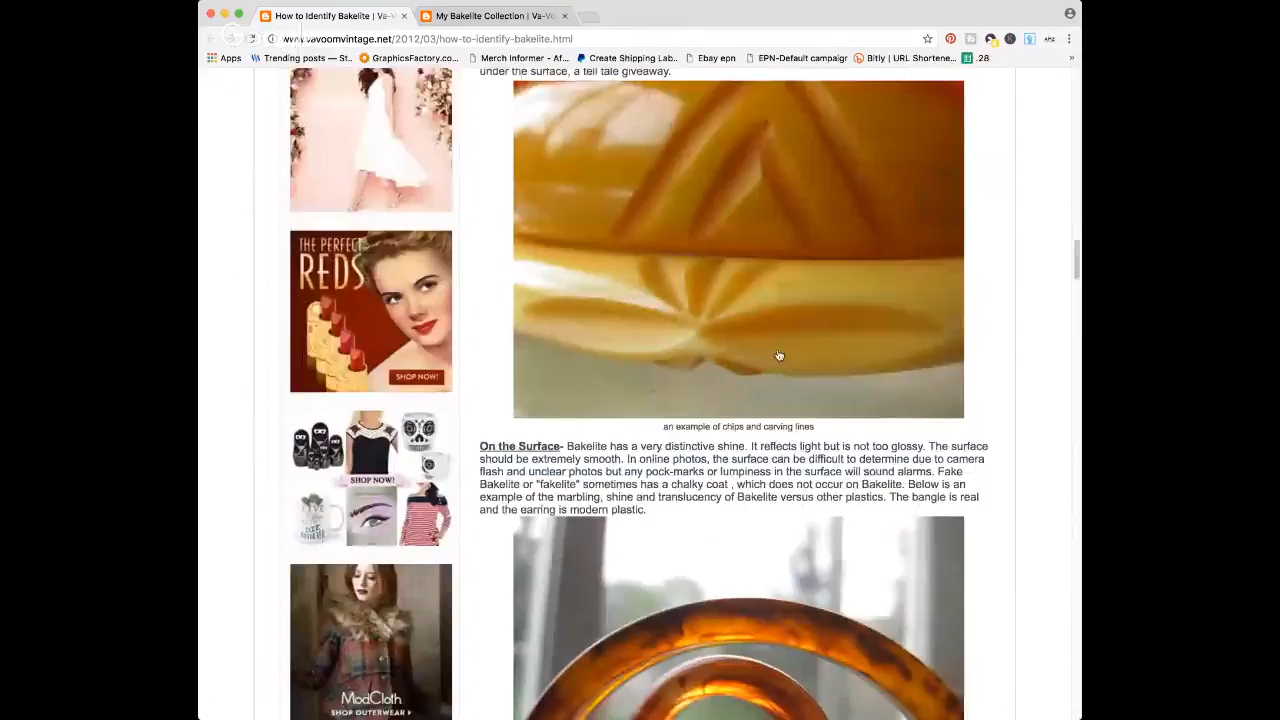 How to Identify Bakelite | Va-V
My Bakelite Collection | Va-Vo
www.vavoomvintage.net/2012/03/how-to-identify-bakelite.html
Apps
Trending posts — St..
GraphicsFactory.co...
Merch Informer - Af...
Create Shipping Lab..
Ebay epn
EPN-Default campaigr
Bitly | URL Shortene..
.28
»
under the surface, a tell tale giveaway.
THE PERFECT
REDS
SHOP NOW!
an example of chips and carving lines
On the Surface- Bakelite has a very distinctive shine. It reflects light but is not too glossy. The surface
should be extremely smooth. In online photos, the surface can be difficult to determine due to camera
flash and unclear photos but any pock-marks or lumpiness in the surface will sound alarms. Fake
Bakelite or "fakelite" sometimes has a chalky coat , which does not occur on Bakelite. Below is an
example of the marbling, shine and translucency of Bakelite versus other plastics. The bangle is real
and the earring is modern plastic.
SHOP NOW!
ModCloth
SHOP OUTERWEAR